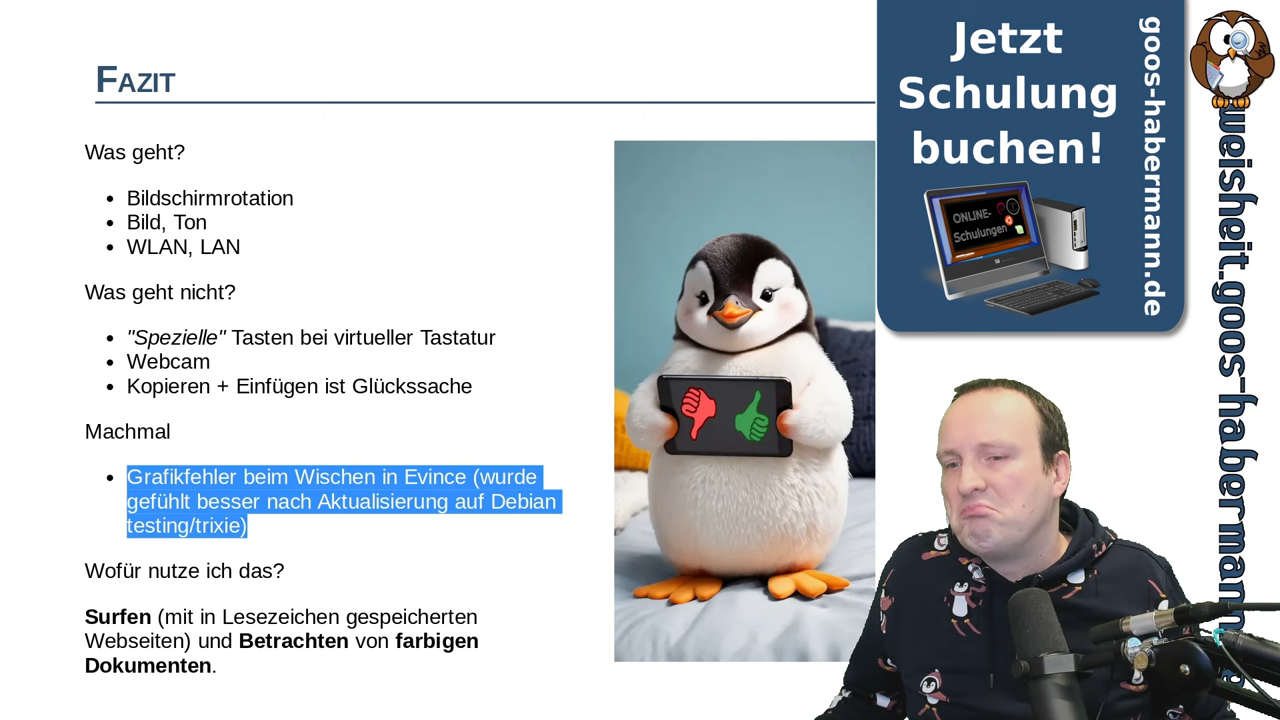 Fazit
Was geht?
Bildschirmrotation
Bild, Ton
WLAN, LAN
Was geht nicht?
"Spezielle" Tasten bei virtueller Tastatur
Webcam
Kopieren + Einfügen ist Glückssache
Machmal
Grafikfehler beim Wischen in Evince (wurde
gefühlt besser nach Aktualisierung auf Debian
testing/trixie)
Wofür nutze ich das?
Surfen (mit in Lesezeichen gespeicherten
Webseiten) und Betrachten von farbigen
Dokumenten.
Jetzt
Schulung
buchen!
ONLINE-
Schulungen
goos-habermann.de
weisheit.goos-habermann